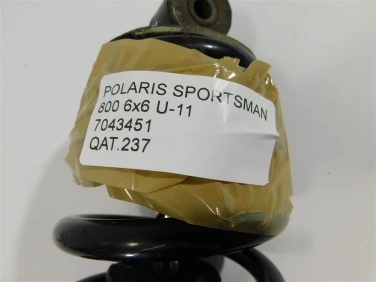 POLARIS SPORTSMAN
800 6x6 U-11
7043451
QAT.237